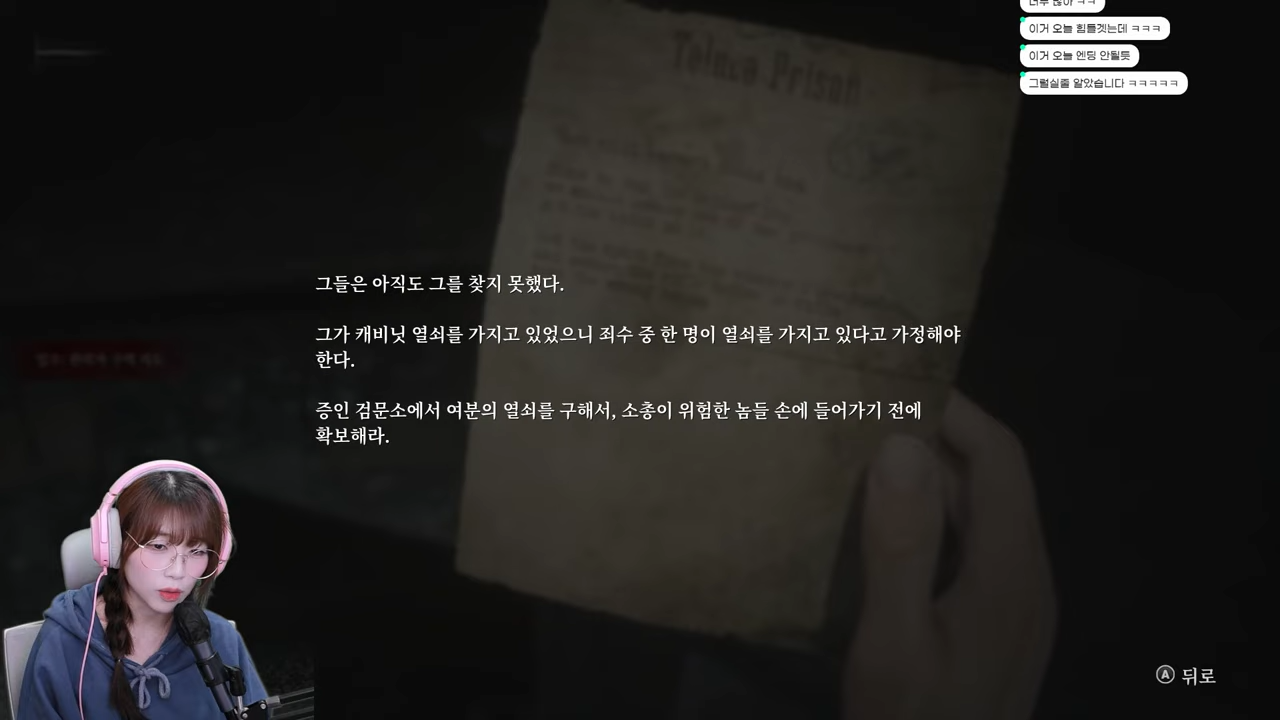 이거 오늘 힘들겟는데 ㅋㅋㅋ
이거 오늘 엔딩 안될듯
그럴실줄 알았습니다 ㅋㅋㅋㅋㅋ
Prison
그들은 아직도 그를 찾지 못했다.
그가 캐비닛 열쇠를 가지고 있었으니 죄수 중 한 명이 열쇠를 가지고 있다고 가정해야
한다.
증인 검문소에서 여분의 열쇠를 구해서, 소총이 위험한 놈들 손에 들어가기 전에
확보해라.
A 뒤로